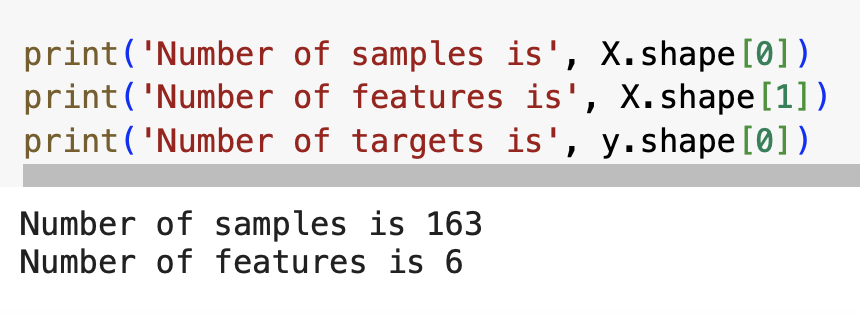 print('Number of samples is', X.shape[0])
print('Number of features is', X.shape[1])
print('Number of targets is', y.shape[0])
Number of samples is 163
Number of features is 6